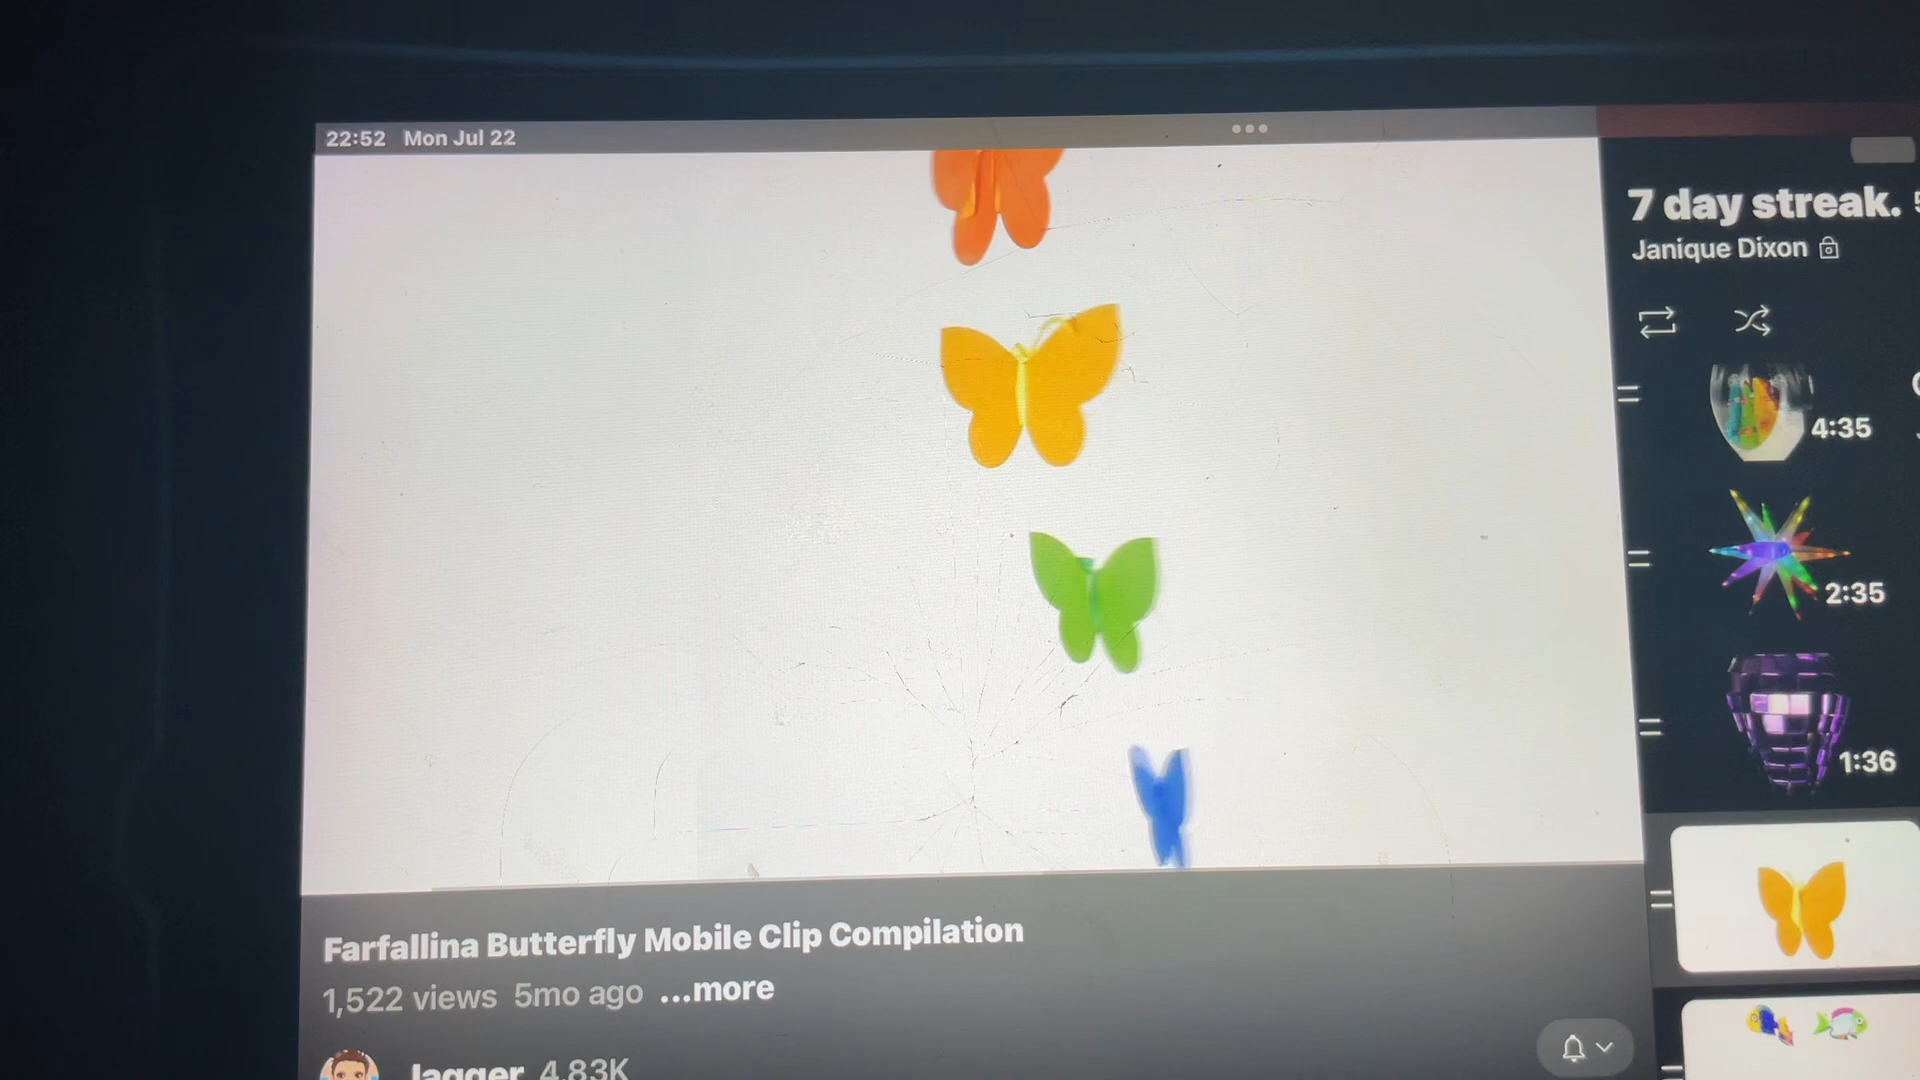 22:52 Mon Jul 22
7 day streak.
Janique Dixon
4:35
2:35
1:36
Farfallina Butterfly Mobile Clip Compilation
1,522 views 5mo ago ...more
Jagger 4.83K